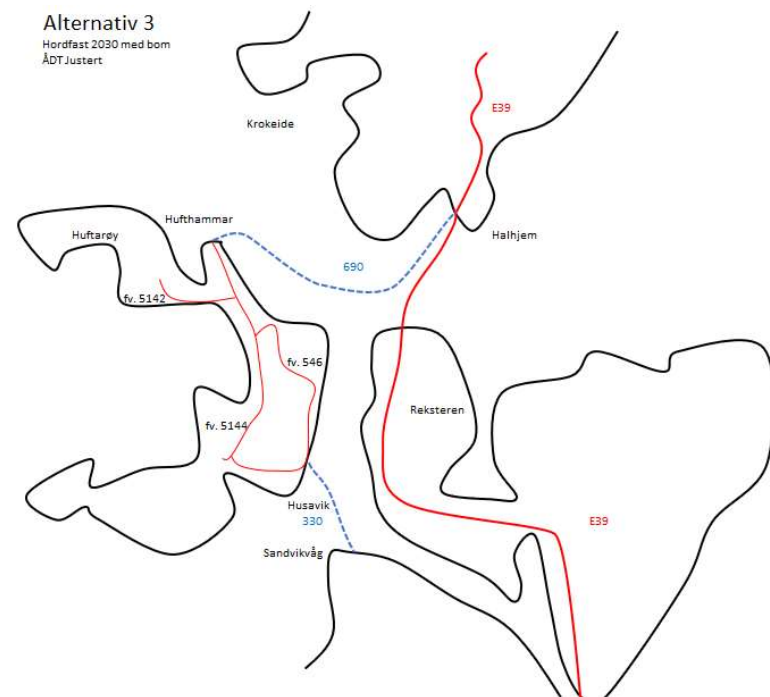 Alternativ 3
Hordfast 2030 med bom
ÅDT Justert
E39
Krokeide
Hufthammar
Huftarøy
Halhjem
690
fv. 5142
fv. 546
Reksteren
fv. 5144
Husavik
330
E39
Sandvikvåg